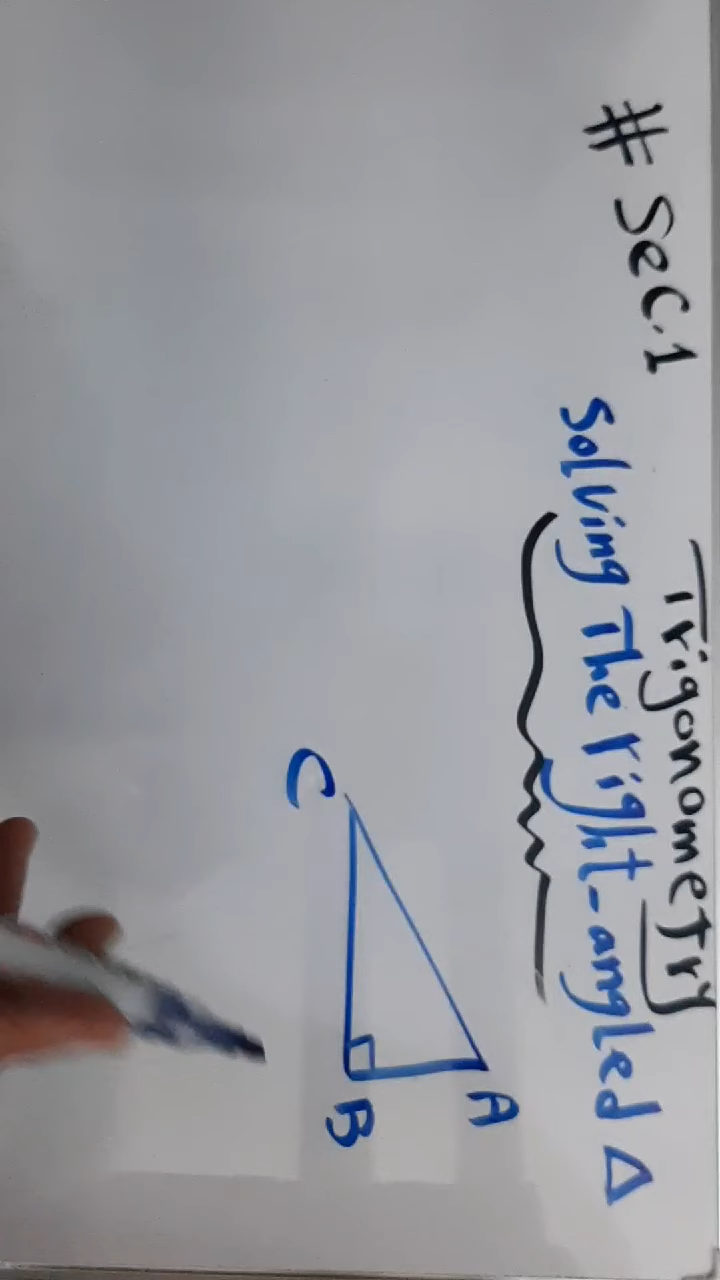 Trigonometry
# Sec.1
Solving The right-angled Δ
A
C
B